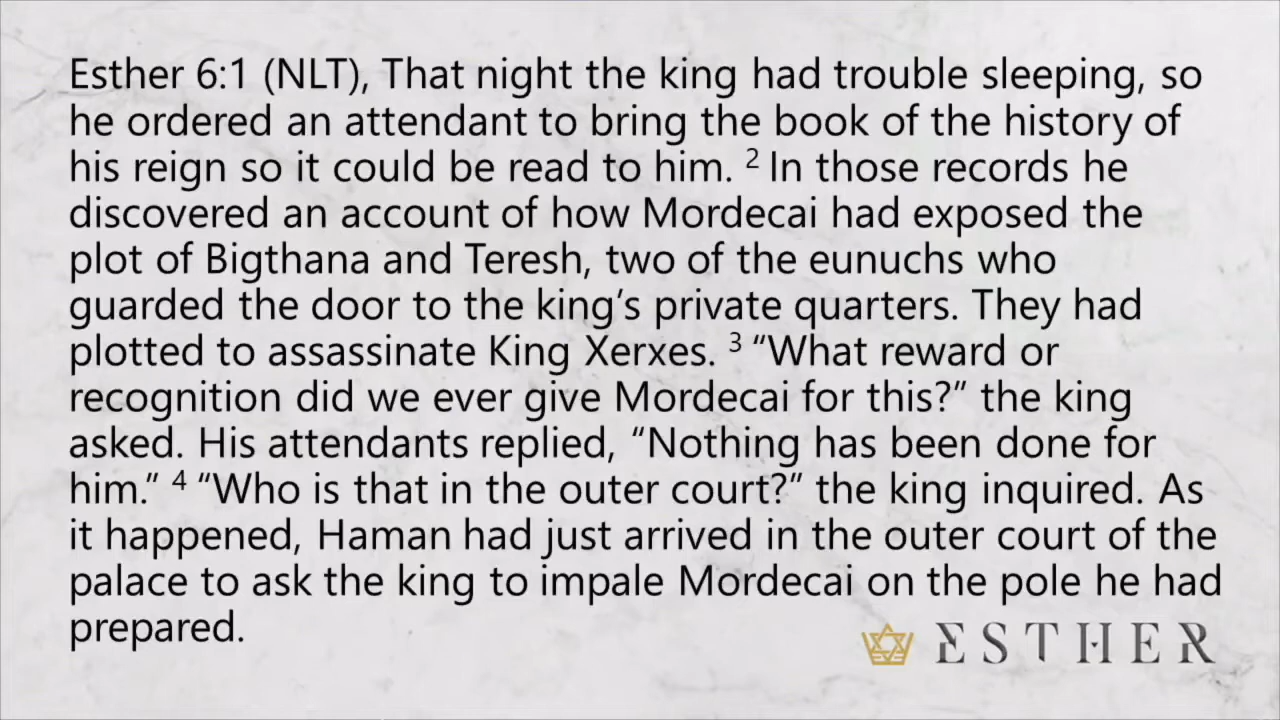 Esther 6:1 (NLT), That night the king had trouble sleeping, so
he ordered an attendant to bring the book of the history of
his reign so it could be read to him. ² In those records he
discovered an account of how Mordecai had exposed the
plot of Bigthana and Teresh, two of the eunuchs who
guarded the door to the king’s private quarters. They had
plotted to assassinate King Xerxes. ³ “What reward or
recognition did we ever give Mordecai for this?” the king
asked. His attendants replied, “Nothing has been done for
him.” ⁴ “Who is that in the outer court?” the king inquired. As
it happened, Haman had just arrived in the outer court of the
palace to ask the king to impale Mordecai on the pole he had
prepared.
ESTHER